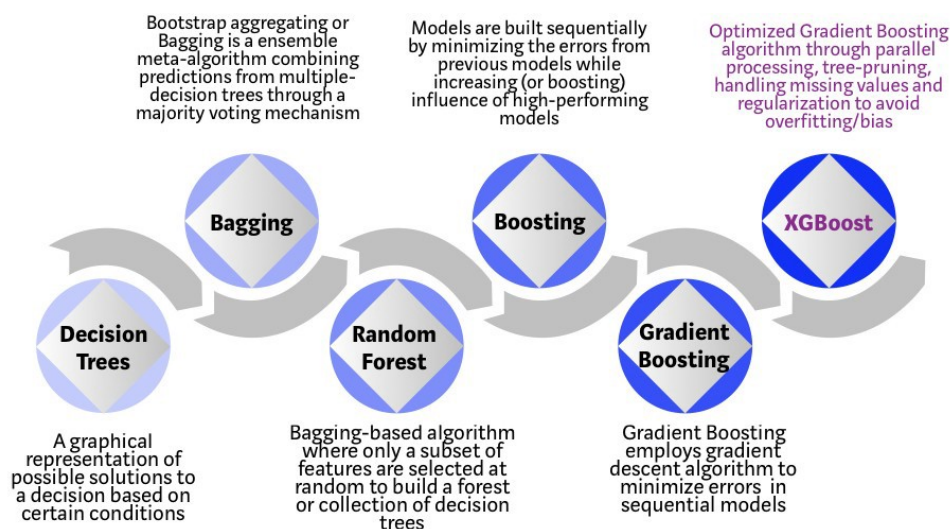 Bootstrap aggregating or
Bagging is a ensemble
meta-algorithm combining
predictions from multiple-
decision trees through a
majority voting mechanism
Models are built sequentially
by minimizing the errors from
previous models while
increasing (or boosting)
influence of high-performing
models
Optimized Gradient Boosting
algorithm through parallel
processing, tree-pruning,
handling missing values and
regularization to avoid
overfitting/bias
Bagging
Boosting
XGBoost
Decision
Trees
Random
Forest
Gradient
Boosting
A graphical
representation of
possible solutions to
a decision based on
certain conditions
Bagging-based algorithm
where only a subset of
features are selected at
random to build a forest
or collection of decision
trees
Gradient Boosting
employs gradient
descent algorithm to
minimize errors in
sequential models